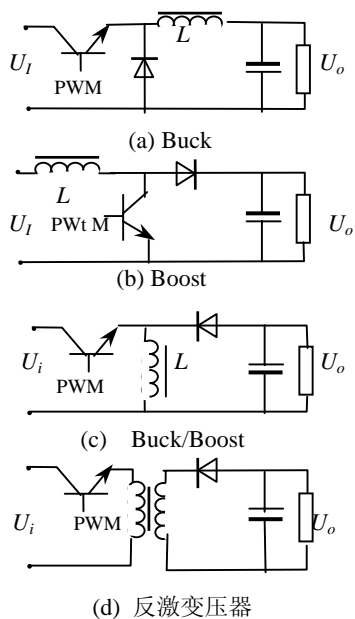 L
U_I
PWM
U_o
(a) Buck
L
U_I
PWt M
U_o
(b) Boost
U_i
L
PWM
U_o
(c) Buck/Boost
U_i
PWM
U_o
(d) 反激变压器